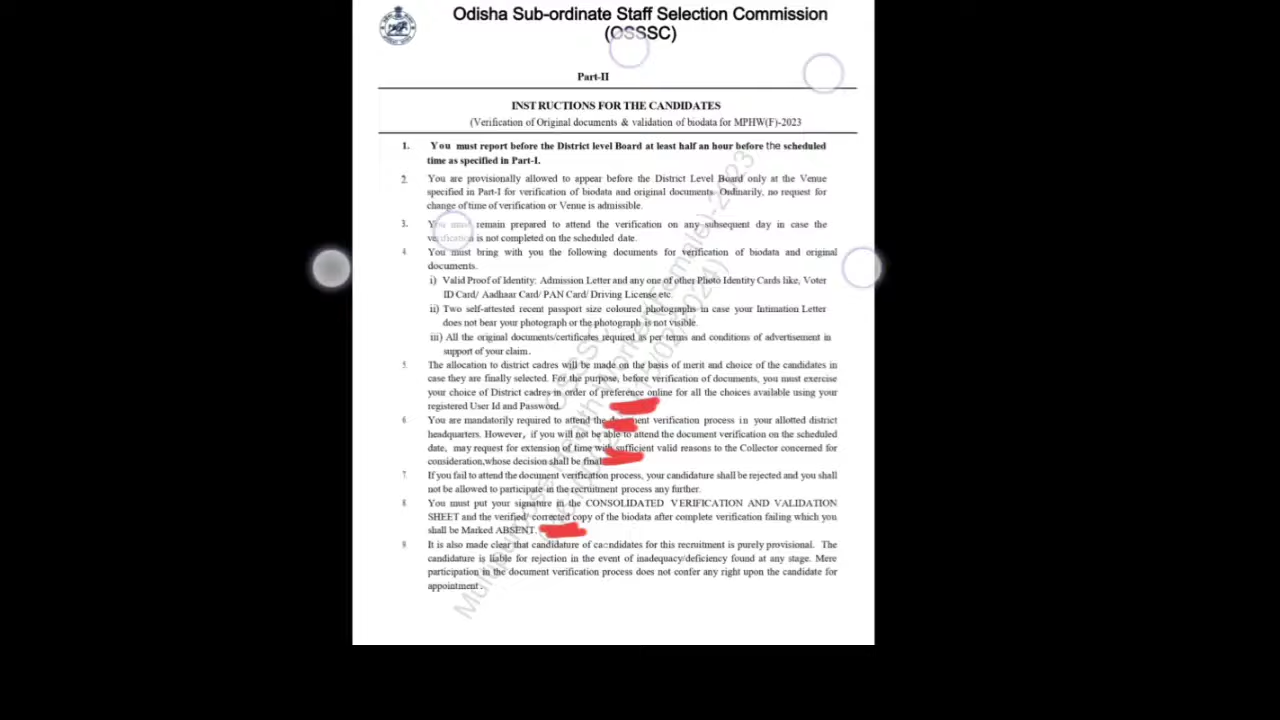 Odisha Sub-ordinate Staff Selection Commission
(OSSSC)
Part-II
INSTRUCTIONS FOR THE CANDIDATES
(Verification of Original documents & validation of biodata for MPHW(F)-2023
1. You must report before the District level Board at least half an hour before the scheduled
time as specified in Part-I.
2. You are provisionally allowed to appear before the District Level Board only at the Venue
specified in Part-I for verification of biodata and original documents. Ordinarily, no request for
change of time of verification or Venue is admissible.
3. You must remain prepared to attend the verification on any subsequent day in case the
verification is not completed on the scheduled date.
4. You must bring with you the following documents for verification of biodata and original
documents.
i) Valid Proof of Identity: Admission Letter and any one of other Photo Identity Cards like, Voter
ID Card/ Aadhaar Card/ PAN Card/ Driving License etc.
ii) Two self-attested recent passport size coloured photographs in case your Intimation Letter
does not bear your photograph or the photograph is not visible.
iii) All the original documents/certificates required as per terms and conditions of advertisement in
support of your claim.
5. The allocation to district cadres will be made on the basis of merit and choice of the candidates in
case they are finally selected. For the purpose, before verification of documents, you must exercise
your choice of District cadres in order of preference online for all the choices available using your
registered User Id and Password.
6. You are mandatorily required to attend the document verification process in your allotted district
headquarters. However, if you will not be able to attend the document verification on the scheduled
date, may request for extension of time with sufficient valid reasons to the Collector concerned for
consideration,whose decision shall be final
7. If you fail to attend the document verification process, your candidature shall be rejected and you shall
not be allowed to participate in the recruitment process any further.
8 You must put your signature in the CONSOLIDATED VERIFICATION AND VALIDATION
SHEET and the verified/ corrected copy of the biodata after complete verification failing which you
shall be Marked ABSENT.
9. It is also made clear that candidature of candidates for this recruitment is purely provisional. The
candidature is liable for rejection in the event of inadequacy/deficiency found at any stage. Mere
participation in the document verification process does not confer any right upon the candidate for
appointment .
OSSSC